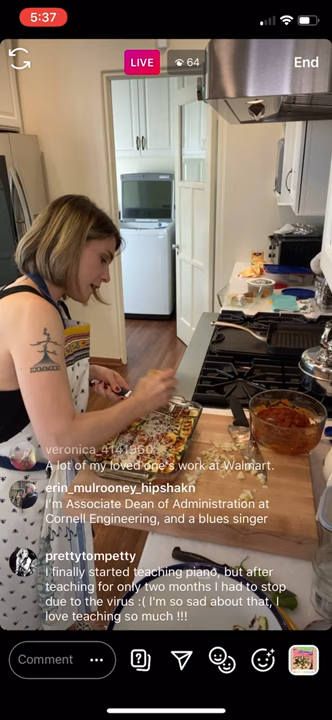 5:37
LIVE
64
End
veronica_4141960
A lot of my loved one's work at Walmart.
erin_mulrooney_hipshakn
I'm Associate Dean of Administration at
Cornell Engineering, and a blues singer
prettytompetty
I finally started teaching piano, but after
teaching for only two months I had to stop
due to the virus :( I'm so sad about that, I
love teaching so much !!!
Comment